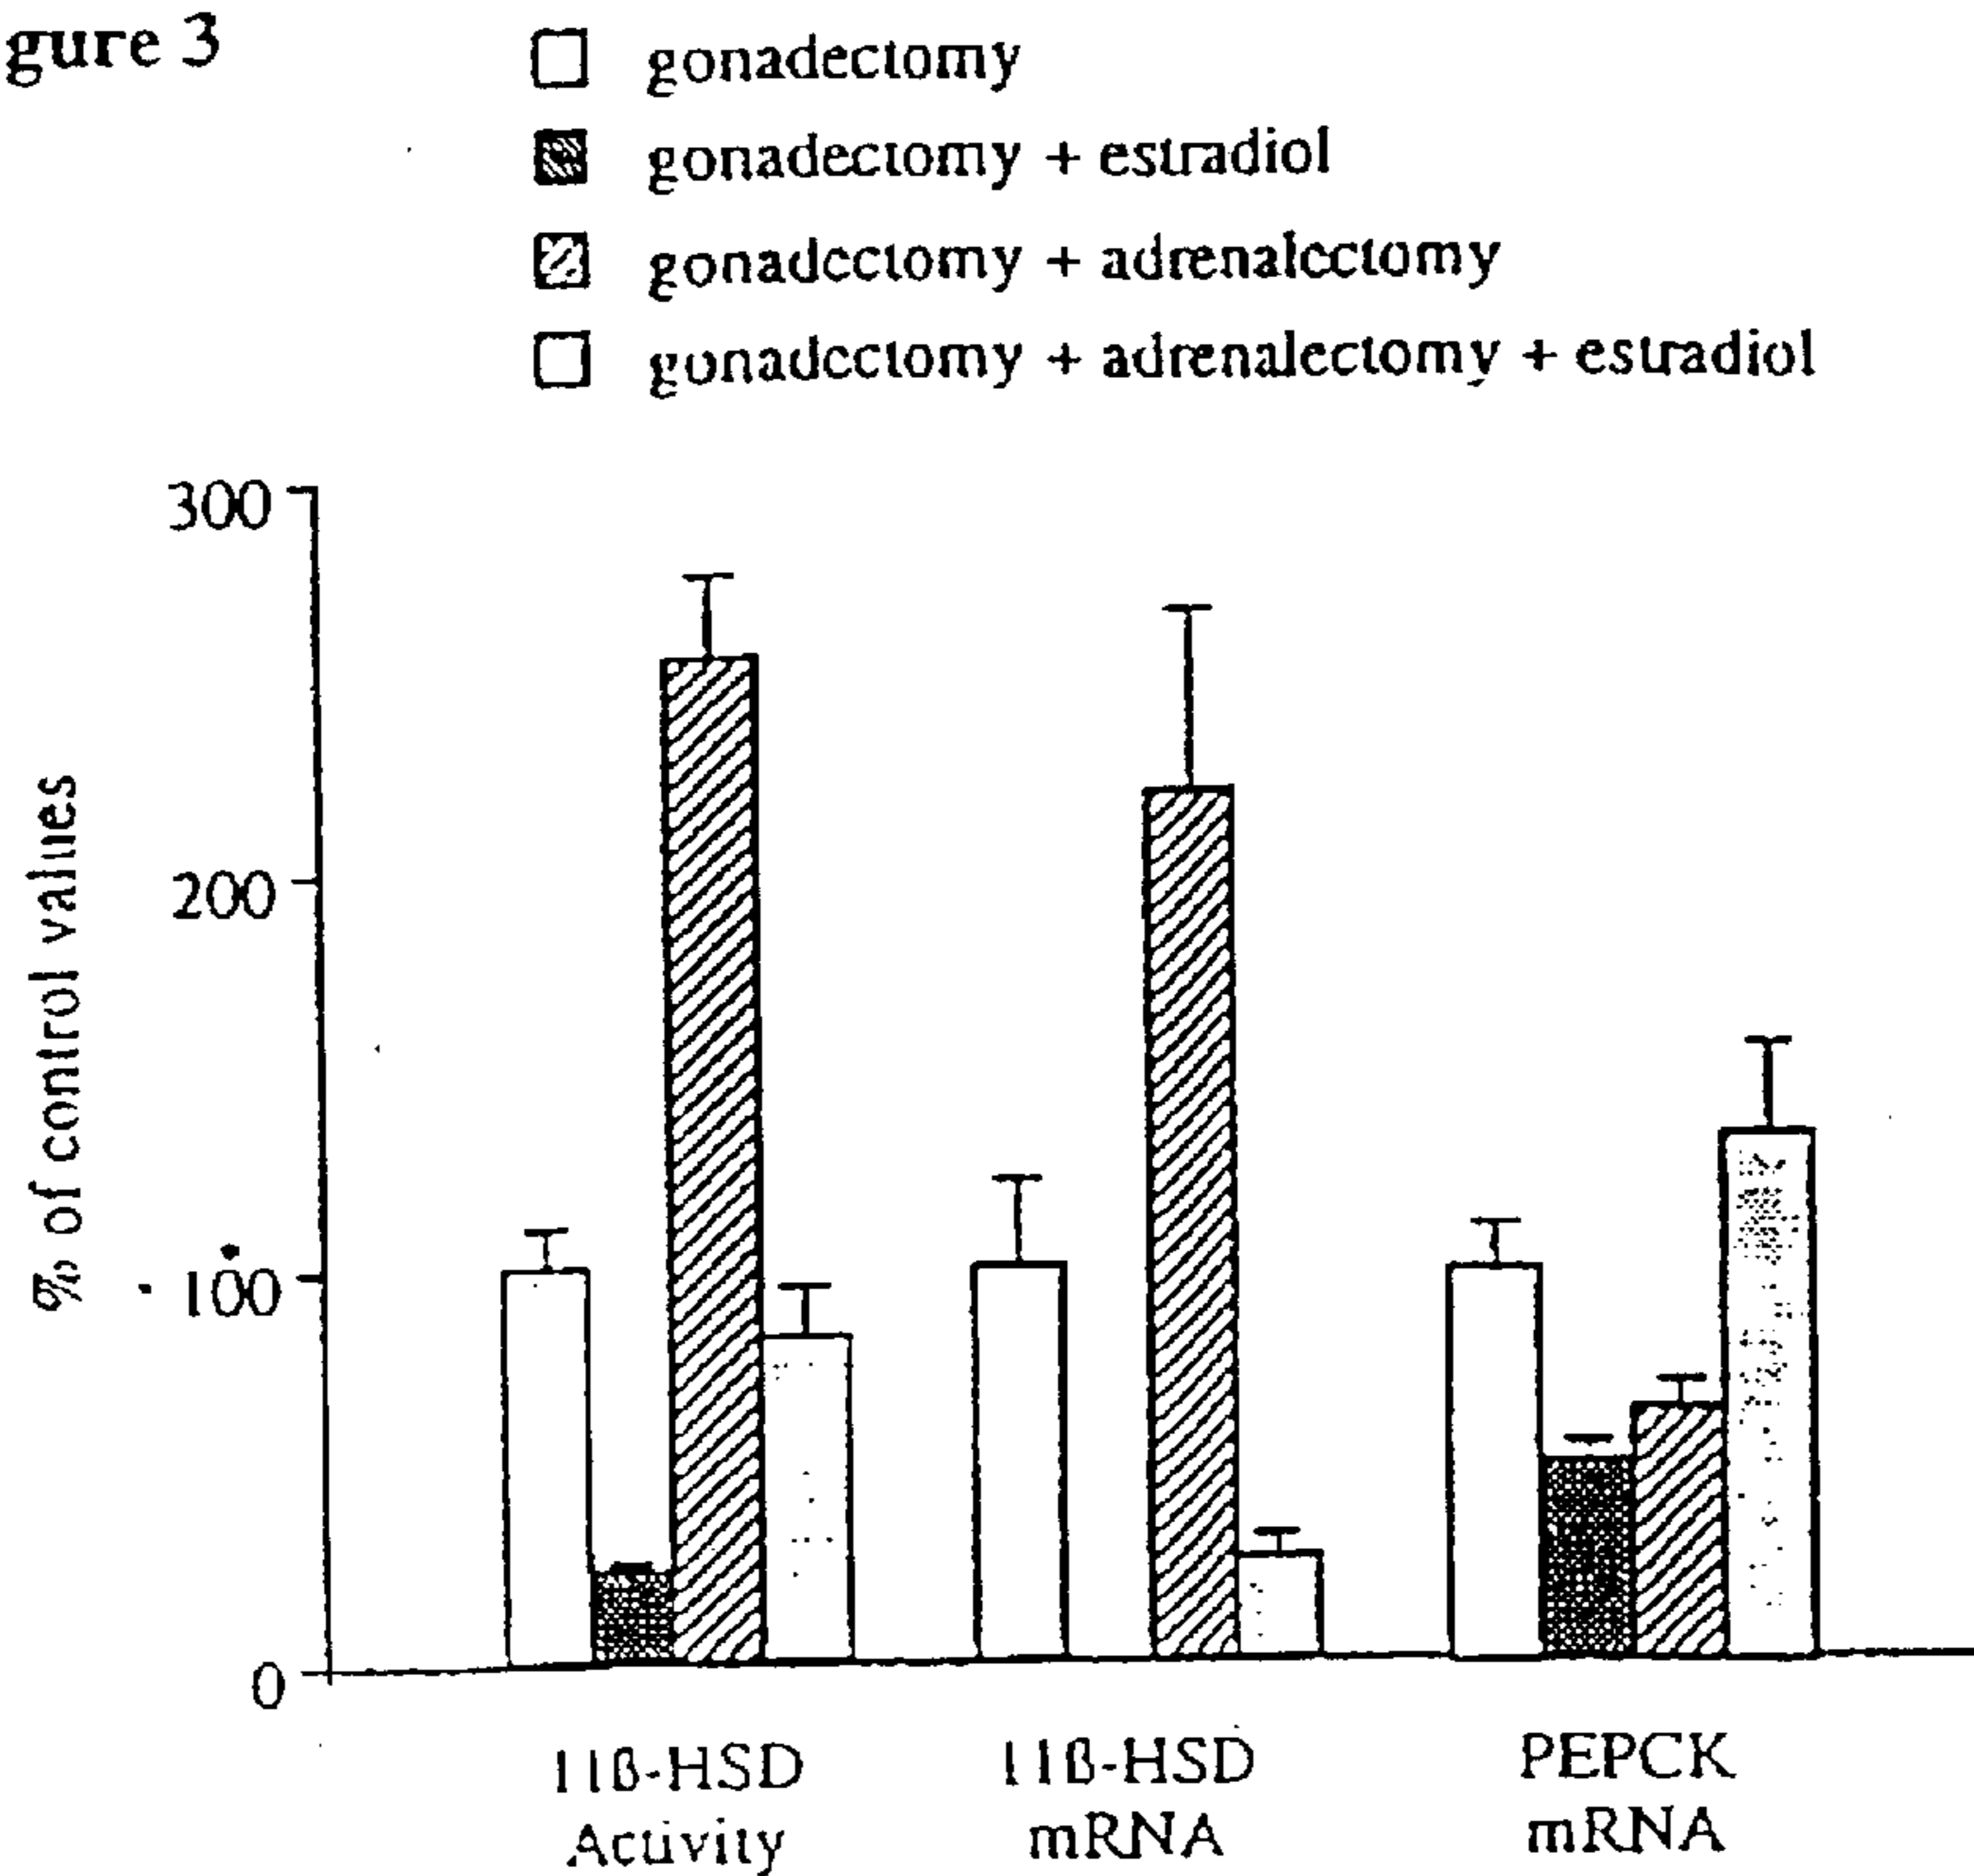 gure 3
gonadectomy
gonadectomy + estradiol
gonadectomy + adrenalectomy
gonadectomy + adrenalectomy + estradiol
300
200
100
0
% of control values
11ß-HSD Activity
11ß-HSD mRNA
PEPCK mRNA